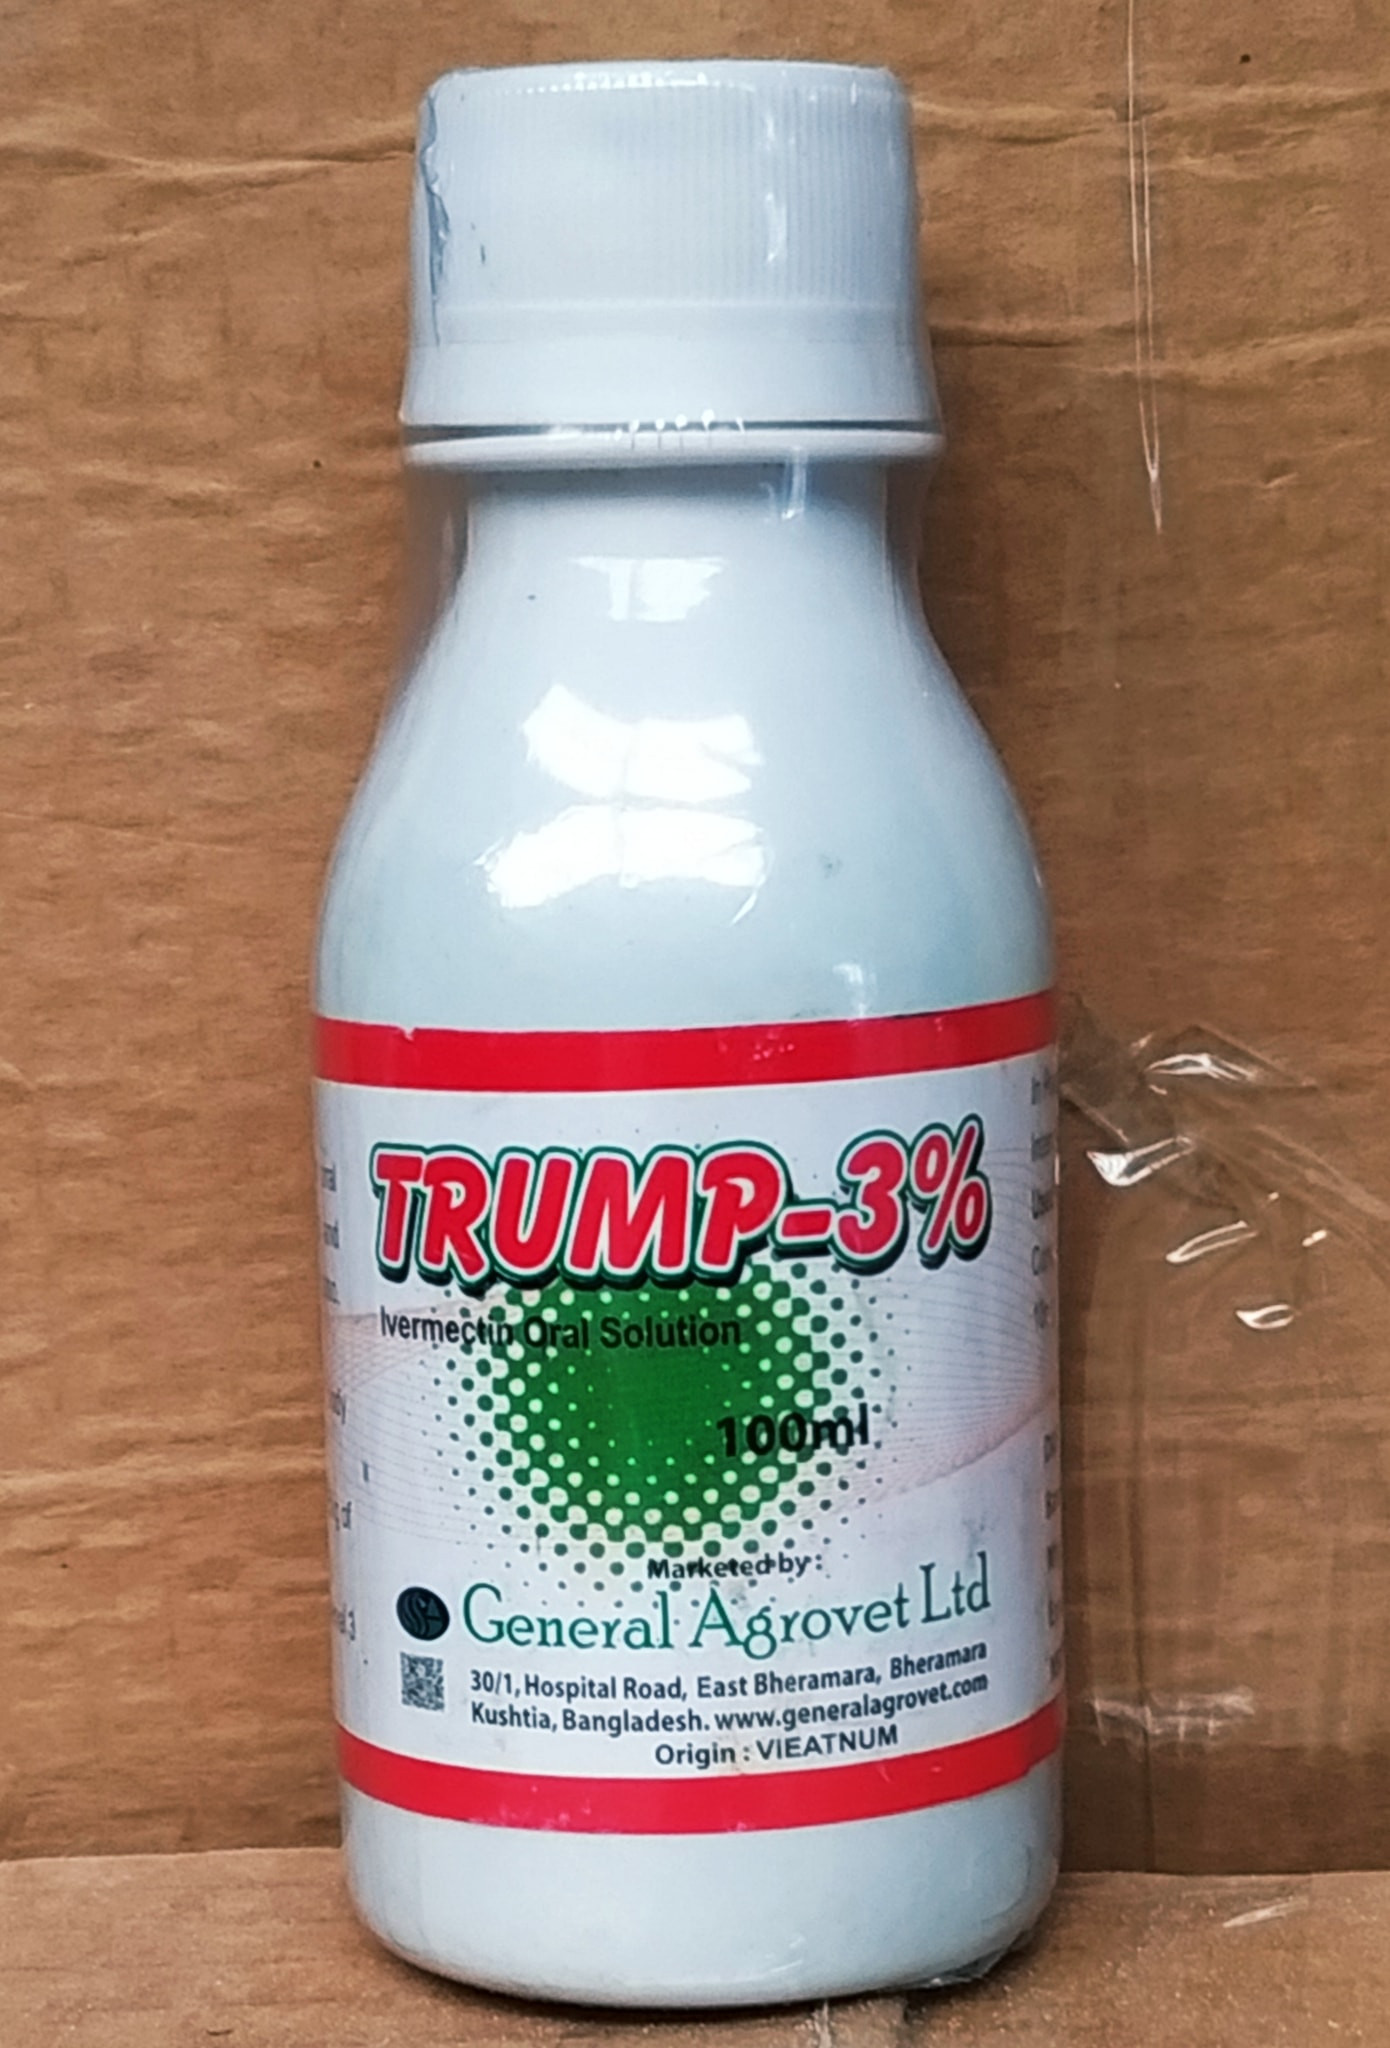 TRUMP-3%
Ivermectin Oral Solution
100ml
Marketed by :
General Agrovet Ltd
30/1, Hospital Road, East Bheramara, Bheramara
Kushtia, Bangladesh. www.generalagrovet.com
Origin : VIEATNUM